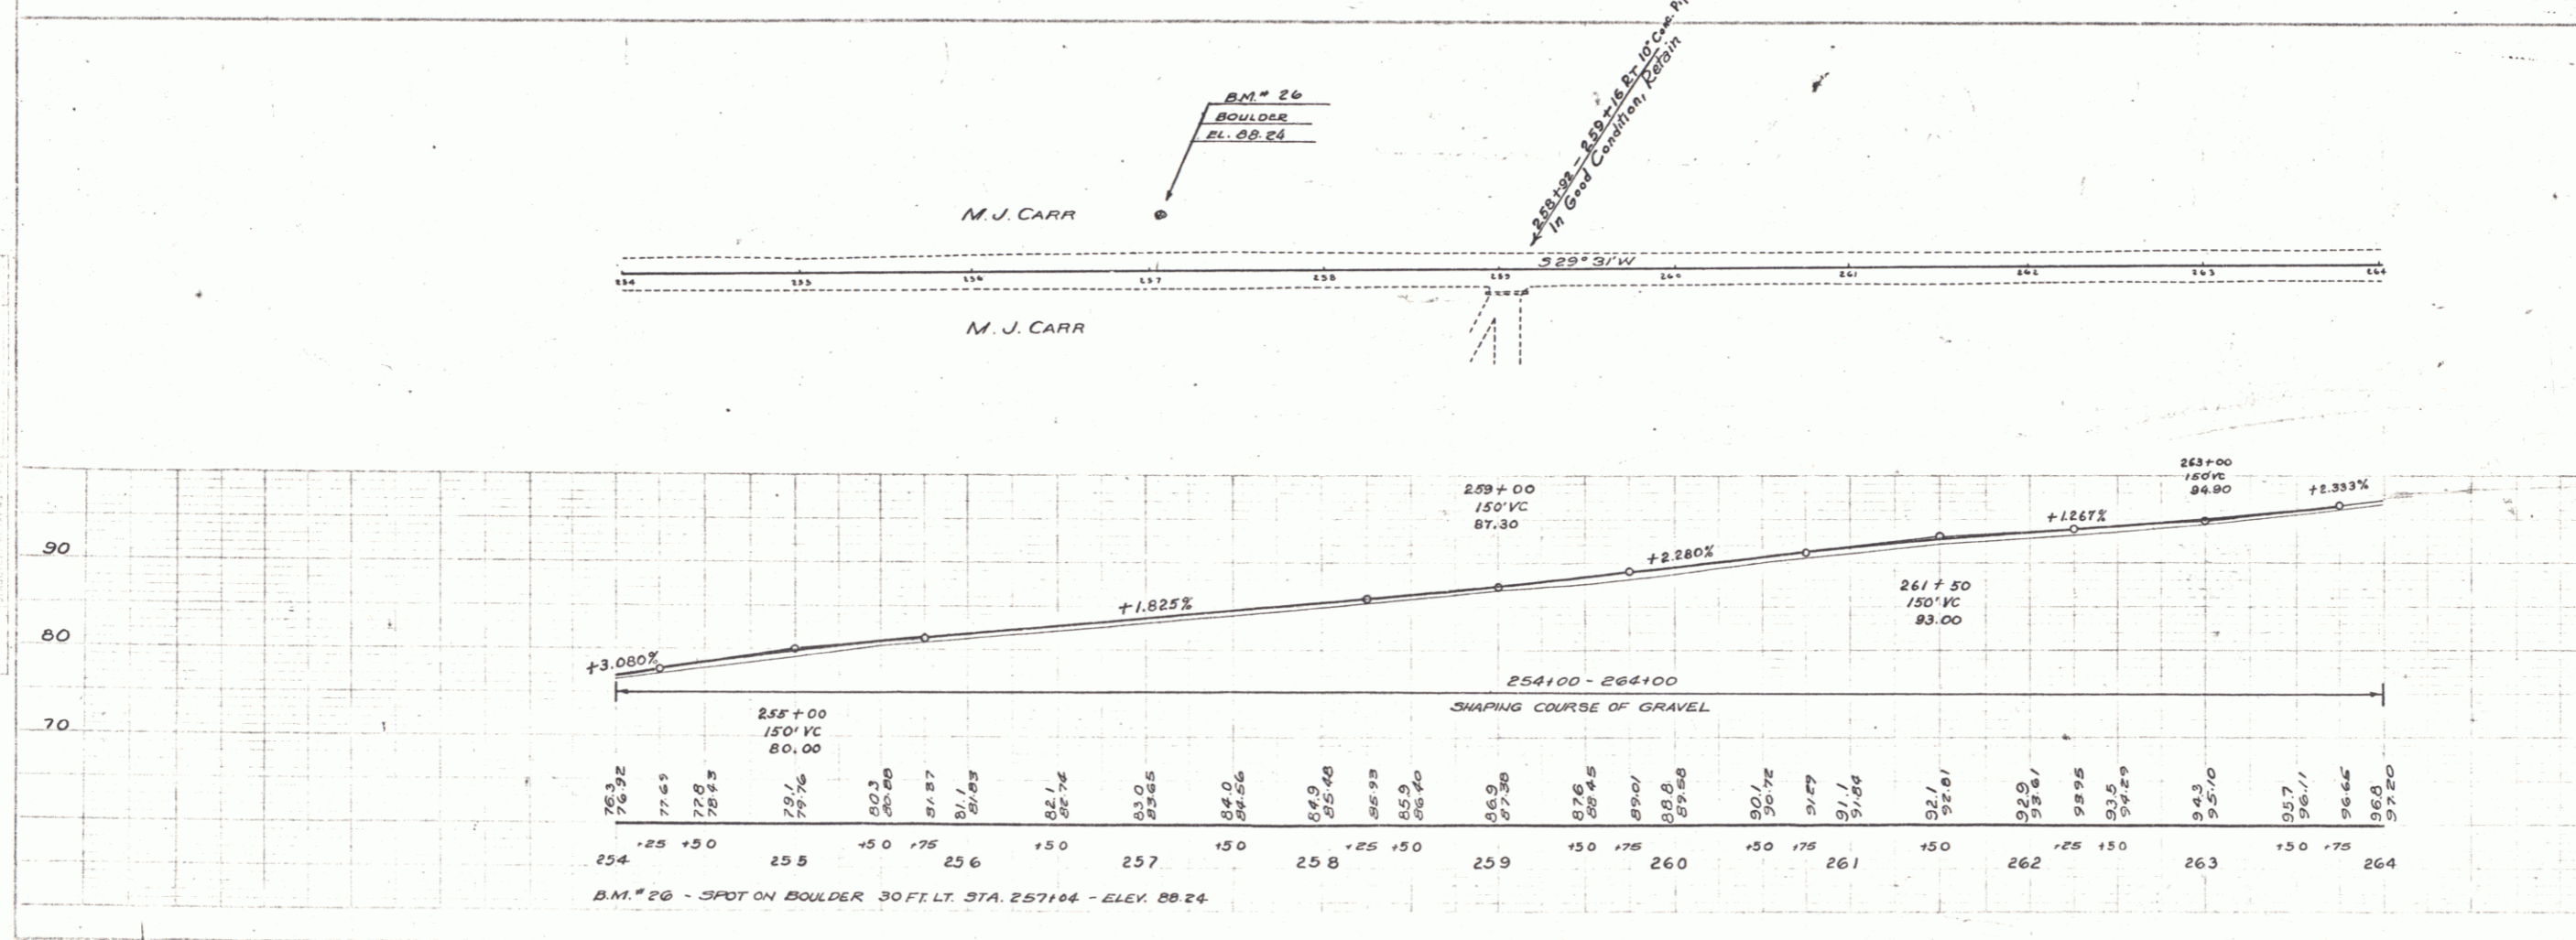 258+92 - 259+16 RT 10" Conc. Pip
In Good Condition, Retain
B.M.# 26
BOULDER
EL. 88.24
M. J. CARR
S 29° 31' W
254 255 256 257 258 259 260 261 262 263 264
M. J. CARR
263+00
150' VC
94.90
+2.333%
259+00
150' VC
87.30
+1.267%
90
+2.280%
261+50
150' VC
93.00
+1.825%
80
+3.080%
254+00 - 264+00
SHAPING COURSE OF GRAVEL
70
255+00
150' VC
80.00
76.3 77.8 79.1 80.3 81.1 82.1 83.0 84.0 84.9 85.9 86.9 87.6 88.8 90.1 91.1 92.1 92.9 93.5 94.3 95.7 96.8
76.92 77.69 78.43 79.76 80.88 81.37 81.83 82.74 83.65 84.56 85.48 85.93 86.40 87.38 88.45 89.01 89.58 90.72 91.29 91.84 92.81 93.61 93.95 94.29 95.10 96.11 96.65 97.20
+25 +50 +50 +75 +50 +50 +25 +50 +50 +75 +50 +75 +50 +25 +50 +50 +75
254 255 256 257 258 259 260 261 262 263 264
B.M.# 26 - SPOT ON BOULDER 30 FT. LT. STA. 257+04 - ELEV. 88.24